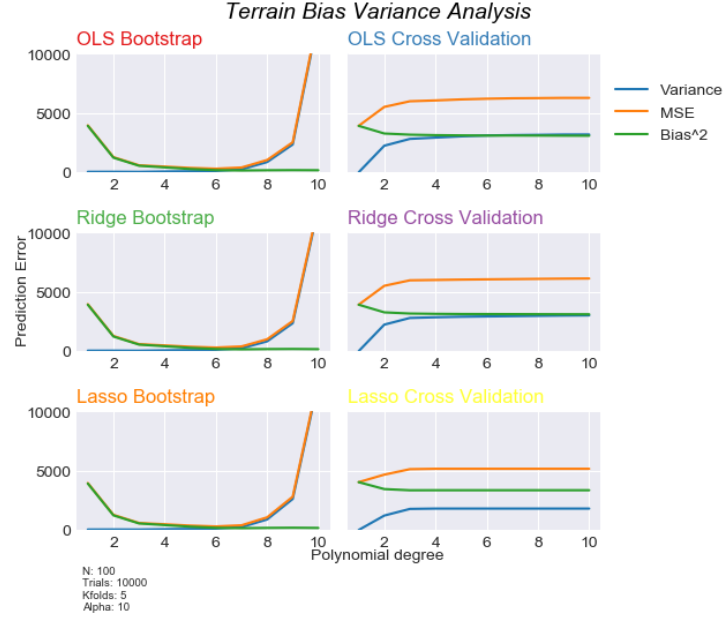 Terrain Bias Variance Analysis
OLS Bootstrap
OLS Cross Validation
10000
5000
0
2 4 6 8 10
2 4 6 8 10
Variance
MSE
Bias^2
Ridge Bootstrap
Ridge Cross Validation
Prediction Error
10000
5000
0
2 4 6 8 10
2 4 6 8 10
Lasso Bootstrap
Lasso Cross Validation
10000
5000
0
2 4 6 8 10
2 4 6 8 10
Polynomial degree
N: 100
Trials: 10000
Kfolds: 5
Alpha: 10